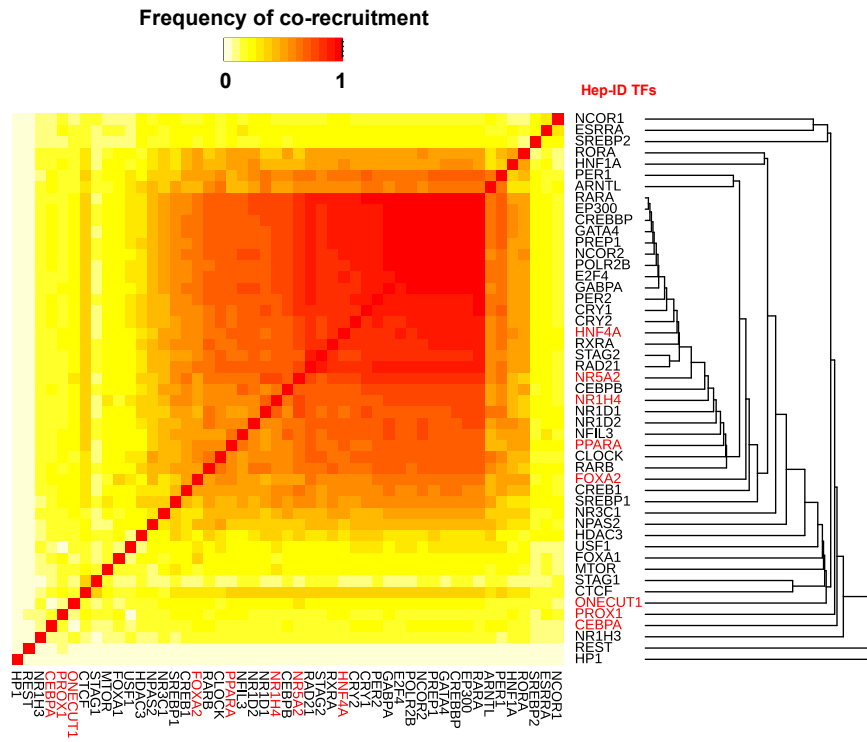 Frequency of co-recruitment
0 1
Hep-ID TFs
NCOR1
ESRRA
SREBP2
RORA
HNF1A
PER1
ARNTL
RARA
EP300
CREBBP
GATA4
PREP1
NCOR2
POLR2B
E2F4
GABPA
PER2
CRY1
CRY2
HNF4A
RXRA
STAG2
RAD21
NR5A2
CEBPB
NR1H4
NR1D1
NR1D2
NFIL3
PPARA
CLOCK
RARB
FOXA2
CREB1
SREBP1
NR3C1
NPAS2
HDAC3
USF1
FOXA1
MTOR
STAG1
CTCF
ONECUT1
PROX1
CEBPA
NR1H3
REST
HP1
HP1
REST
NR1H3
CEBPA
PROX1
ONECUT1
CTCF
STAG1
MTOR
FOXA1
USF1
HDAC3
NPAS2
NR3C1
SREBP1
CREB1
FOXA2
RARB
CLOCK
PPARA
NFIL3
NR1D2
NR1D1
NR1H4
CEBPB
NR5A2
RAD21
STAG2
RXRA
HNF4A
CRY2
CRY1
PER2
GABPA
E2F4
POLR2B
NCOR2
PREP1
GATA4
CREBBP
EP300
RARA
ARNTL
PER1
HNF1A
RORA
SREBP2
ESRRA
NCOR1